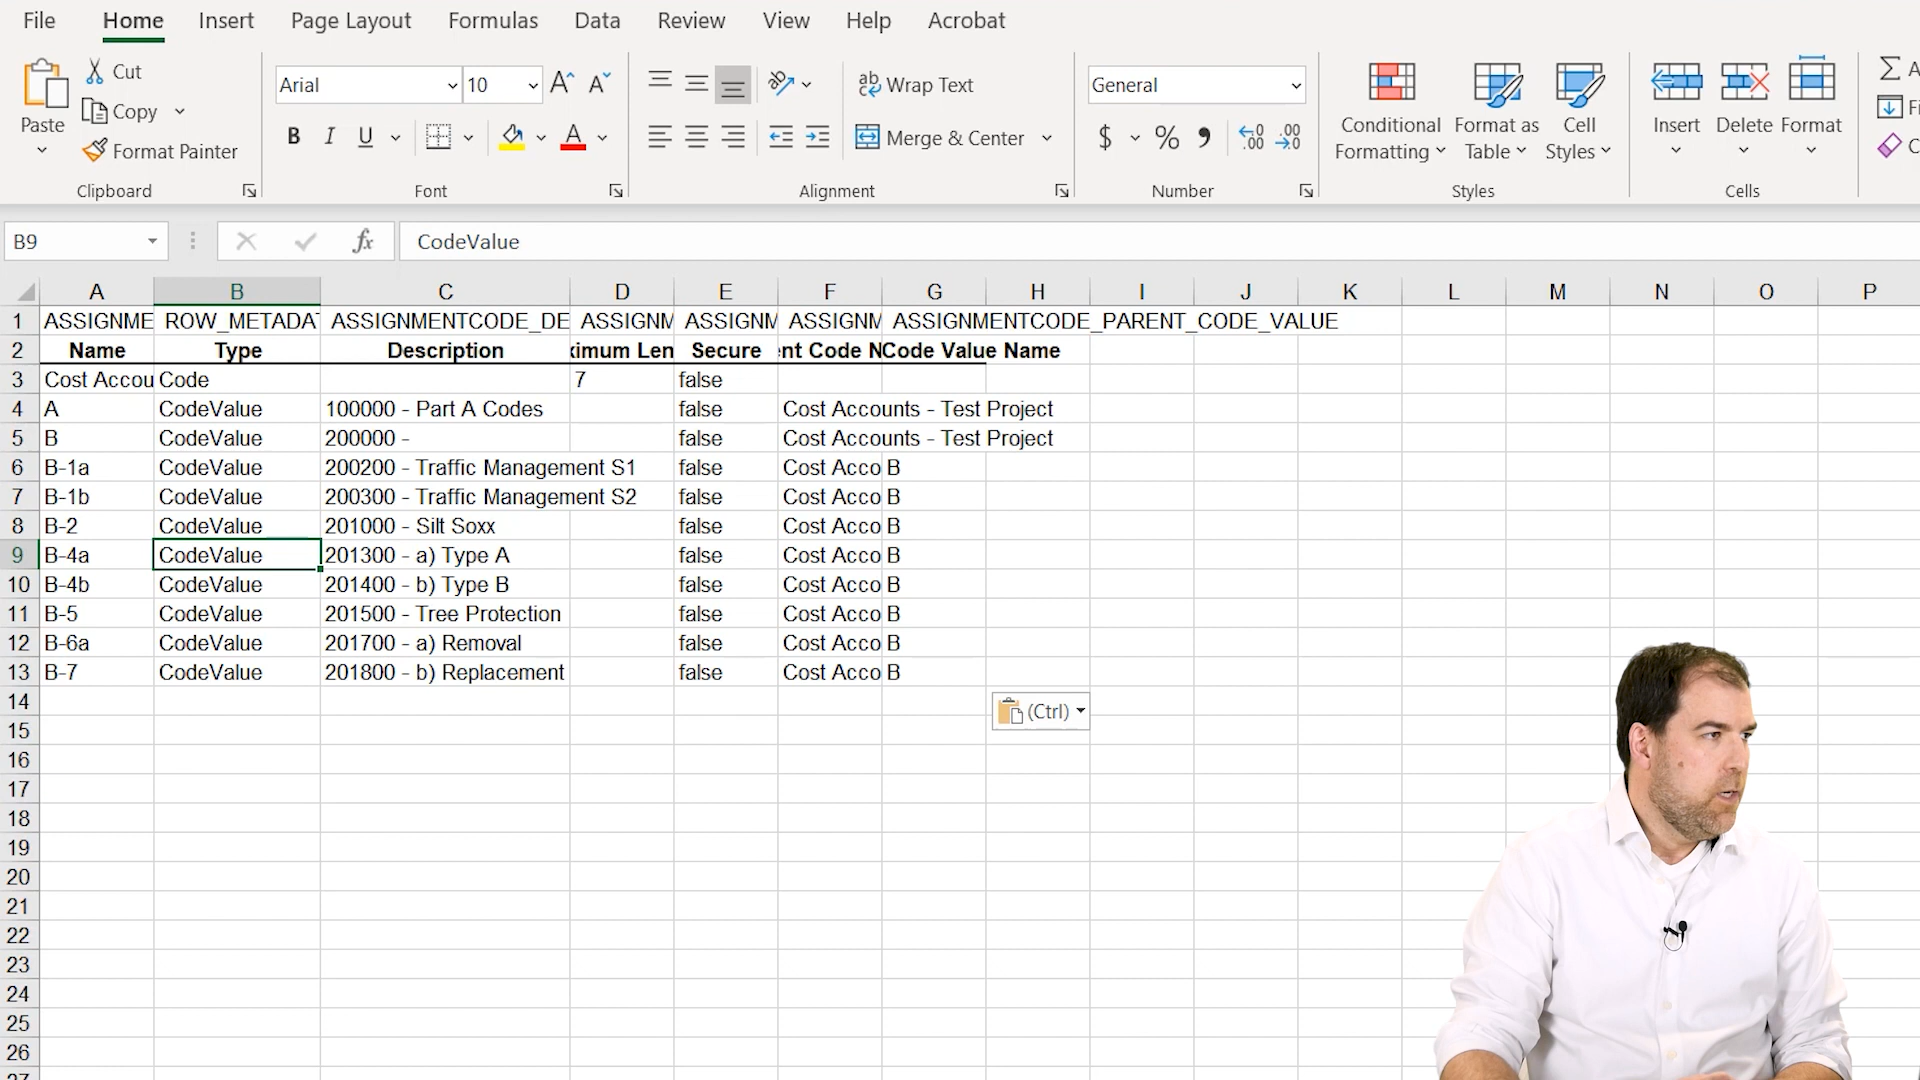 File Home Insert Page Layout Formulas Data Review View Help Acrobat
Paste
Cut
Copy
Format Painter
Clipboard
Arial 10
B I U
Font
Wrap Text
Merge & Center
Alignment
General
$ % 9
Number
Conditional Formatting
Format as Table
Cell Styles
Styles
Insert Delete Format
Cells
B9 fx CodeValue
A B C D E F G H I J K L M N O P
1 ASSIGNME ROW_METADAT ASSIGNMENTCODE_DE ASSIGNM ASSIGNM ASSIGNM ASSIGNMENTCODE_PARENT_CODE_VALUE
2 Name Type Description ximum Len Secure nt Code N Code Value Name
3 Cost Accou Code 7 false
4 A CodeValue 100000 - Part A Codes false Cost Accounts - Test Project
5 B CodeValue 200000 - false Cost Accounts - Test Project
6 B-1a CodeValue 200200 - Traffic Management S1 false Cost Acco B
7 B-1b CodeValue 200300 - Traffic Management S2 false Cost Acco B
8 B-2 CodeValue 201000 - Silt Soxx false Cost Acco B
9 B-4a CodeValue 201300 - a) Type A false Cost Acco B
10 B-4b CodeValue 201400 - b) Type B false Cost Acco B
11 B-5 CodeValue 201500 - Tree Protection false Cost Acco B
12 B-6a CodeValue 201700 - a) Removal false Cost Acco B
13 B-7 CodeValue 201800 - b) Replacement false Cost Acco B
14 (Ctrl)
15
16
17
18
19
20
21
22
23
24
25
26